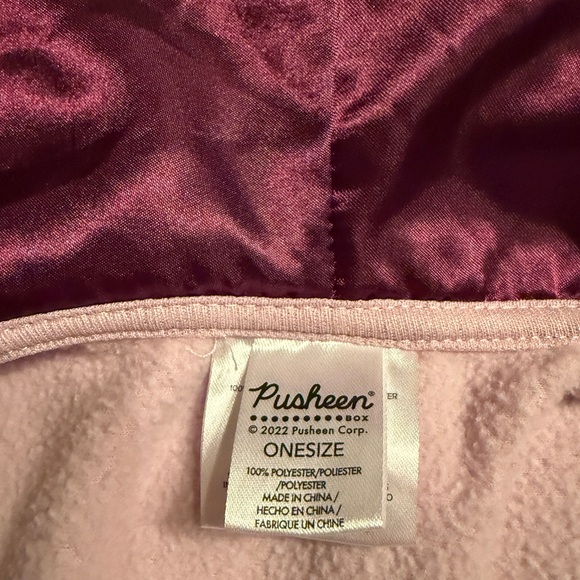 Pusheen®
BOX
© 2022 Pusheen Corp.
ONESIZE
100% POLYESTER/POLIESTER
/POLYESTER
MADE IN CHINA /
HECHO EN CHINA /
FABRIQUE UN CHINE